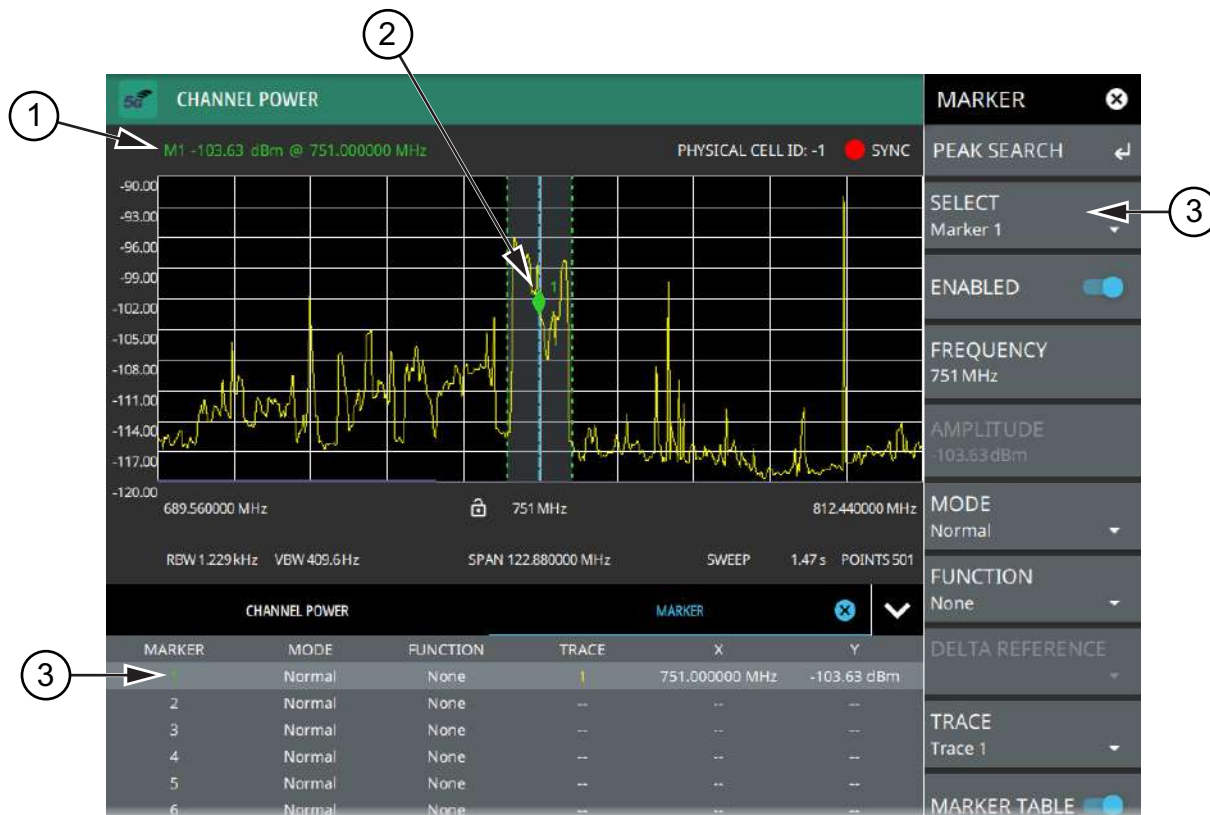 2
1
5G CHANNEL POWER
M1 -103.63 dBm @ 751.000000 MHz
PHYSICAL CELL ID: -1 SYNC
-90.00
-93.00
-96.00
-99.00
-102.00
-105.00
-108.00
-111.00
-114.00
-117.00
-120.00
1
689.560000 MHz 751 MHz 812.440000 MHz
RBW 1.229 kHz VBW 409.6 Hz SPAN 122.880000 MHz SWEEP 1.47 s POINTS 501
CHANNEL POWER MARKER
MARKER MODE FUNCTION TRACE X Y
3
1 Normal None 1 751.000000 MHz -103.63 dBm
2 Normal None -- -- --
3 Normal None -- -- --
4 Normal None -- -- --
5 Normal None -- -- --
6 Normal None -- -- --
MARKER
PEAK SEARCH
SELECT
Marker 1
3
ENABLED
FREQUENCY
751 MHz
AMPLITUDE
-103.63 dBm
MODE
Normal
FUNCTION
None
DELTA REFERENCE
TRACE
Trace 1
MARKER TABLE